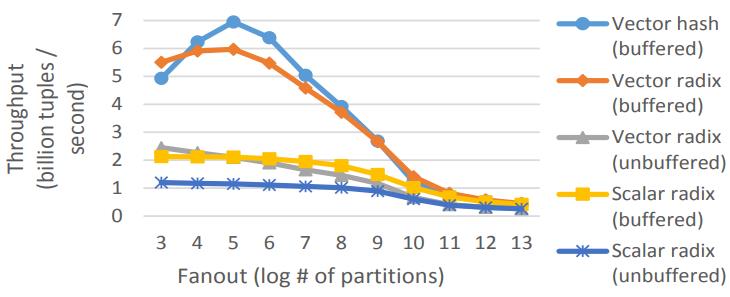 Throughput
(billion tuples /
second)
7
6
5
4
3
2
1
0
3 4 5 6 7 8 9 10 11 12 13
Fanout (log # of partitions)
Vector hash
(buffered)
Vector radix
(buffered)
Vector radix
(unbuffered)
Scalar radix
(buffered)
Scalar radix
(unbuffered)